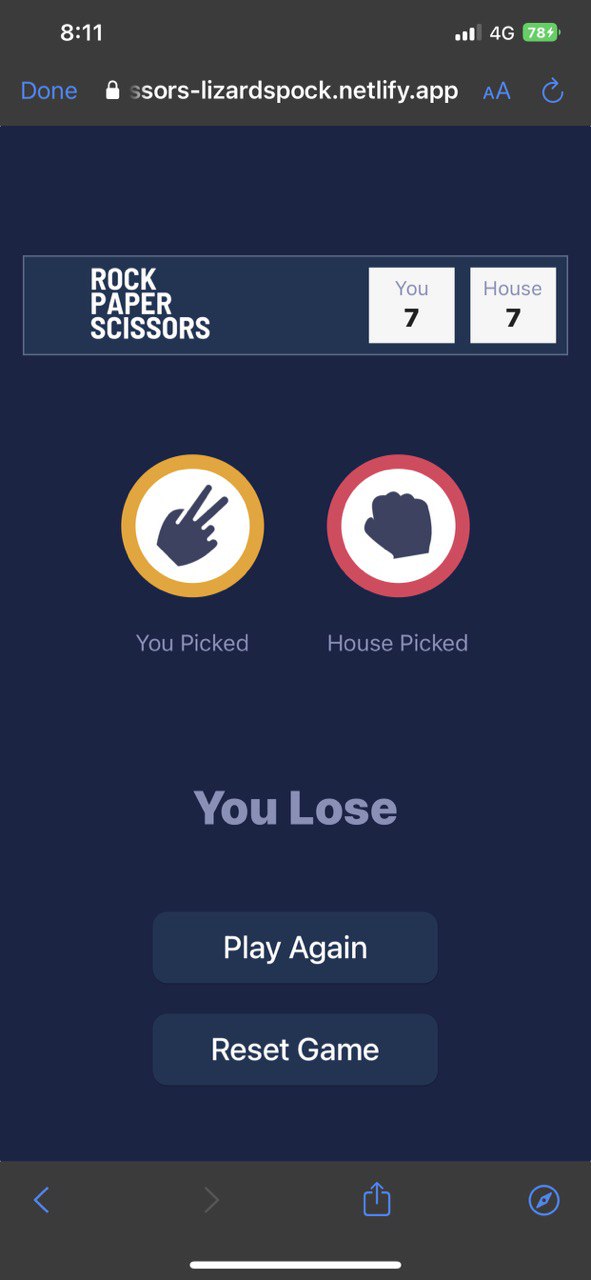 8:11
4G
78
Done
ssors-lizardspock.netlify.app
AA
ROCK
PAPER
SCISSORS
You
7
House
7
You Picked
House Picked
You Lose
Play Again
Reset Game